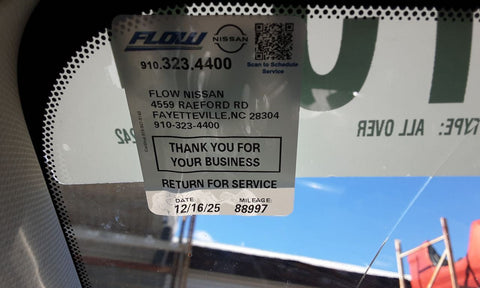 FLOW NISSAN
910.323.4400
Scan to Schedule
Service
FLOW NISSAN
4559 RAEFORD RD
FAYETTEVILLE, NC 28304
910-323-4400
THANK YOU FOR
YOUR BUSINESS
RETURN FOR SERVICE
DATE MILEAGE
12/16/25 88997
TYPE: ALL OVER
242